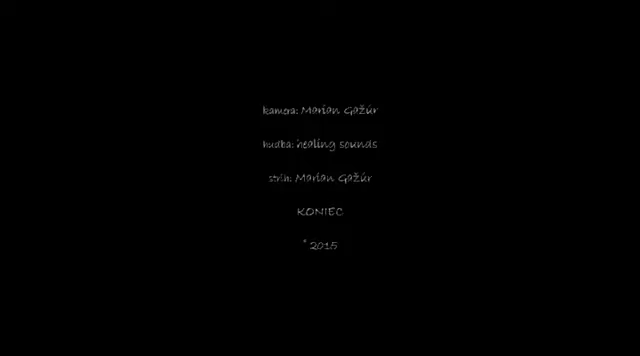 kamera: Marian Gažúr
hudba: healing sounds
strih: Marian Gažúr
KONIEC
* 2015